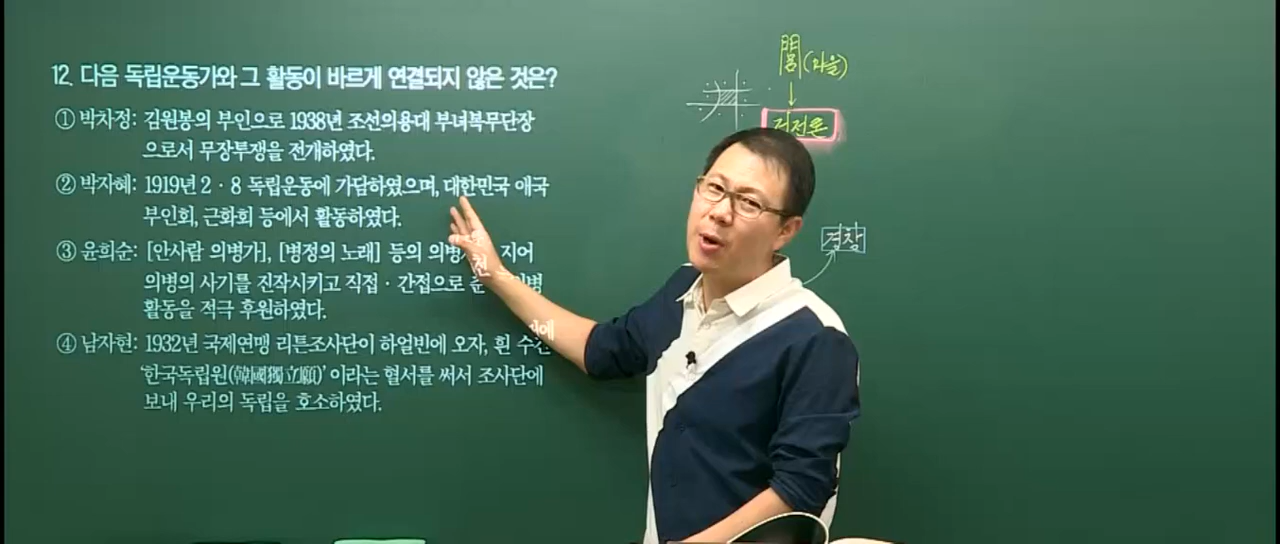 12. 다음 독립운동가와 그 활동이 바르게 연결되지 않은 것은?
① 박차정: 김원봉의 부인으로 1938년 조선의용대 부녀복무단장
으로서 무장투쟁을 전개하였다.
② 박자혜: 1919년 2 · 8 독립운동에 가담하였으며, 대한민국 애국
부인회, 근화회 등에서 활동하였다.
③ 윤희순: [안사람 의병가], [병정의 노래] 등의 지어
의병의 사기를 진작시키고 직접 · 간접으로
활동을 적극 후원하였다.
④ 남자현: 1932년 국제연맹 리튼조사단이 하얼빈에 오자, 흰
‘한국독립원(韓國獨立願)’ 이라는 혈서를 써서 조사단에
보내 우리의 독립을 호소하였다.
閭 (마을)
↓
경찰